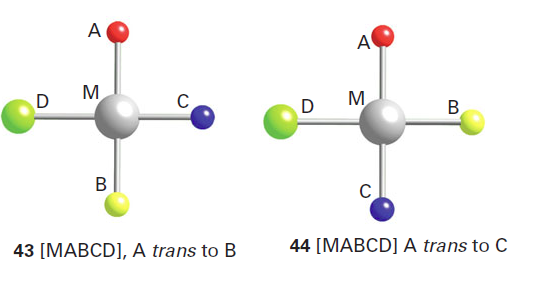 A
M
D
C
B
43 [MABCD], A trans to B
A
M
D
B
C
44 [MABCD] A trans to C